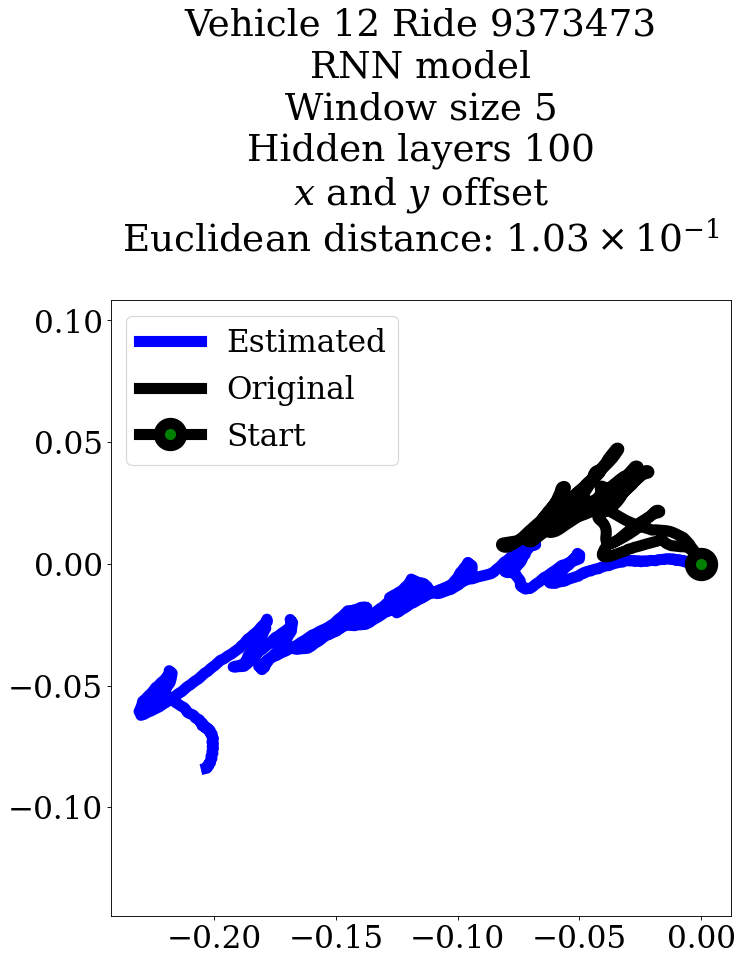 Vehicle 12 Ride 9373473
RNN model
Window size 5
Hidden layers 100
x and y offset
Euclidean distance: 1.03 × 10⁻¹
Estimated
Original
Start
0.10
0.05
0.00
−0.05
−0.10
−0.20 −0.15 −0.10 −0.05 0.00